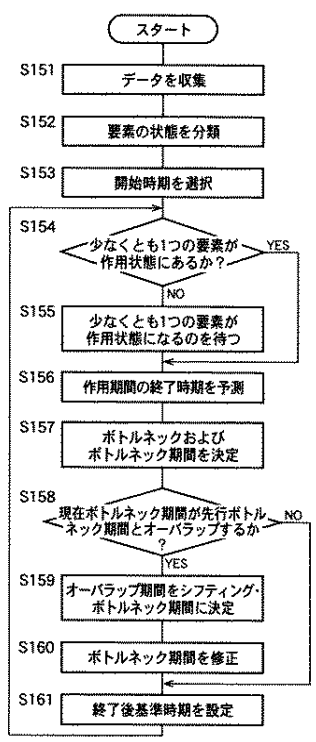 スタート
S151
データを収集
S152
要素の状態を分類
S153
開始時期を選択
S154
少なくとも1つの要素が
作用状態にあるか?
YES
NO
S155
少なくとも1つの要素が
作用状態になるのを待つ
S156
作用期間の終了時期を予測
S157
ボトルネックおよび
ボトルネック期間を決定
S158
現在ボトルネック期間が先行ボトル
ネック期間とオーバラップするか
?
NO
YES
S159
オーバラップ期間をシフティング・
ボトルネック期間に決定
S160
ボトルネック期間を修正
S161
終了後基準時期を設定